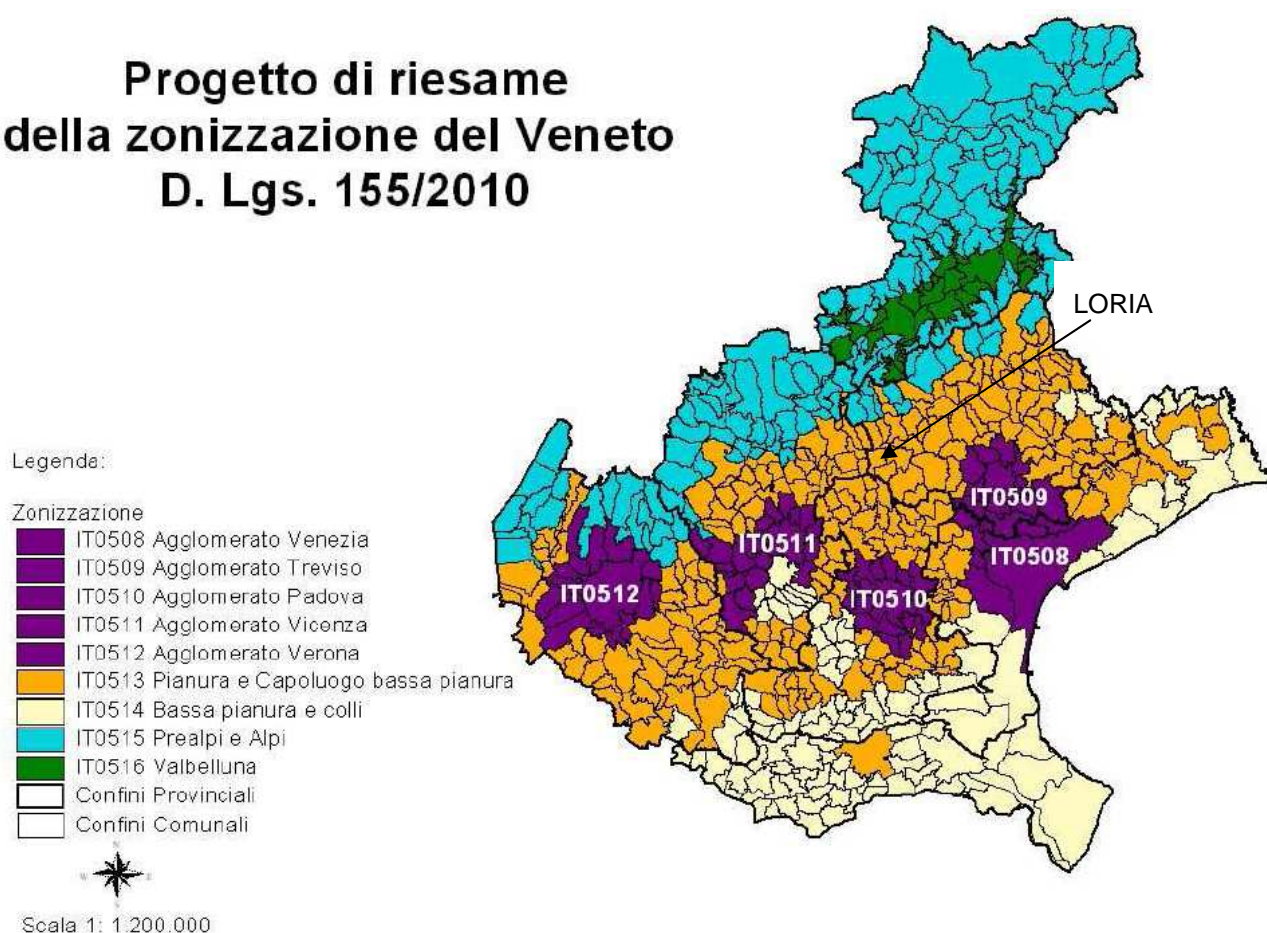 Progetto di riesame
della zonizzazione del Veneto
D. Lgs. 155/2010
LORIA
IT0509
IT0511
IT0508
IT0512
IT0510
Legenda:
Zonizzazione
IT0508 Agglomerato Venezia
IT0509 Agglomerato Treviso
IT0510 Agglomerato Padova
IT0511 Agglomerato Vicenza
IT0512 Agglomerato Verona
IT0513 Pianura e Capoluogo bassa pianura
IT0514 Bassa pianura e colli
IT0515 Prealpi e Alpi
IT0516 Valbelluna
Confini Provinciali
Confini Comunali
N
W
E
S
Scala 1: 1.200.000